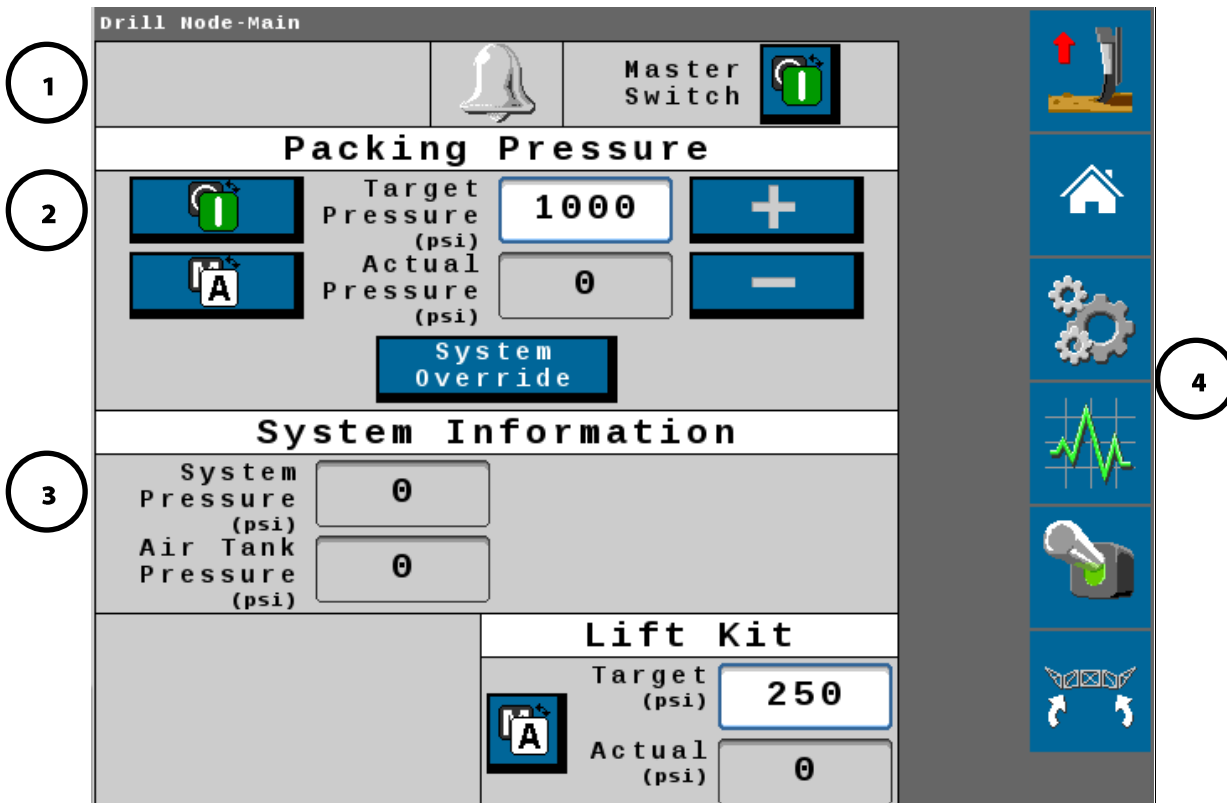 Drill Node-Main
1
Master
Switch
Packing Pressure
2
Target
Pressure
(psi)
1000
+
M
A
Actual
Pressure
(psi)
0
−
System
Override
4
System Information
3
System
Pressure
(psi)
0
Air Tank
Pressure
(psi)
0
Lift Kit
Target
(psi)
250
M
A
Actual
(psi)
0